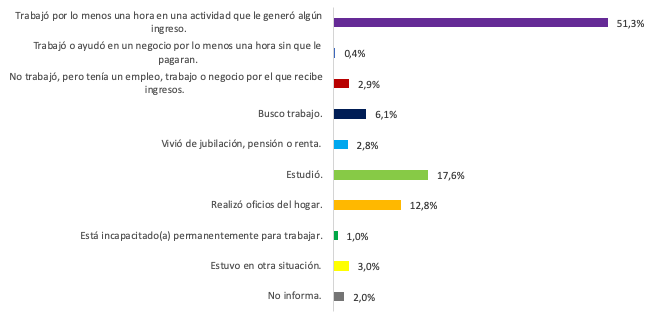 Trabajó por lo menos una hora en una actividad que le generó algún
ingreso.
51,3%
Trabajó o ayudó en un negocio por lo menos una hora sin que le
pagaran.
0,4%
No trabajó, pero tenía un empleo, trabajo o negocio por el que recibe
ingresos.
2,9%
Busco trabajo.
6,1%
Vivió de jubilación, pensión o renta.
2,8%
Estudió.
17,6%
Realizó oficios del hogar.
12,8%
Está incapacitado(a) permanentemente para trabajar.
1,0%
Estuvo en otra situación.
3,0%
No informa.
2,0%